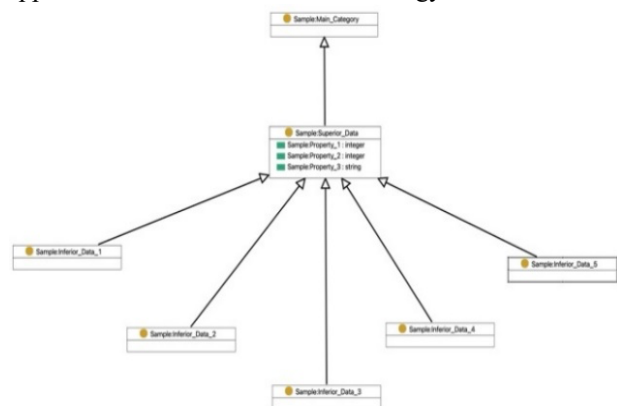 Sample:Main_Category
Sample:Superior_Data
Sample:Property_1 : integer
Sample:Property_2 : integer
Sample:Property_3 : string
Sample:Inferior_Data_1
Sample:Inferior_Data_5
Sample:Inferior_Data_2
Sample:Inferior_Data_4
Sample:Inferior_Data_3